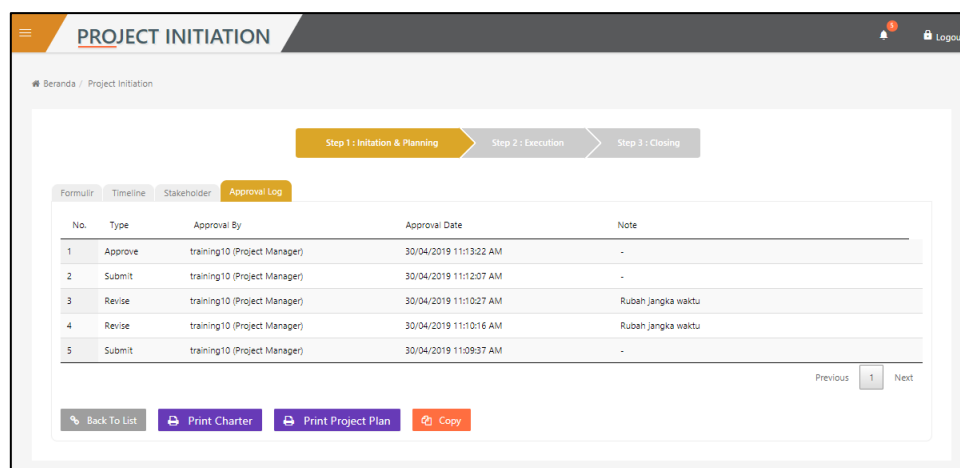 PROJECT INITIATION
5
Logou
Beranda / Project Initiation
Step 1 : Initation & Planning
Step 2 : Execution
Step 3 : Closing
Formulir Timeline Stakeholder Approval Log
No. Type Approval By Approval Date Note
1 Approve training10 (Project Manager) 30/04/2019 11:13:22 AM -
2 Submit training10 (Project Manager) 30/04/2019 11:12:07 AM -
3 Revise training10 (Project Manager) 30/04/2019 11:10:27 AM Rubah jangka waktu
4 Revise training10 (Project Manager) 30/04/2019 11:10:16 AM Rubah jangka waktu
5 Submit training10 (Project Manager) 30/04/2019 11:09:37 AM -
Previous 1 Next
Back To List Print Charter Print Project Plan Copy